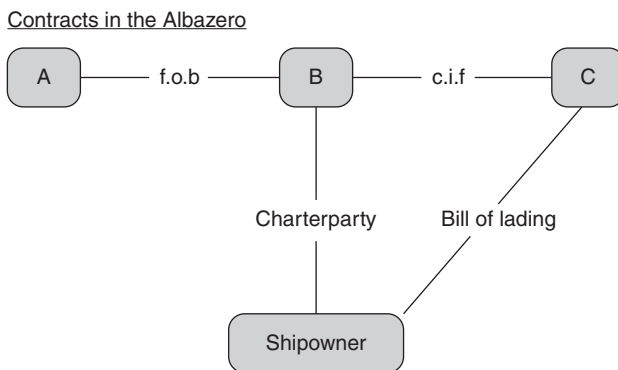 Contracts in the Albazero
A f.o.b B c.i.f C
Charterparty Bill of lading
Shipowner